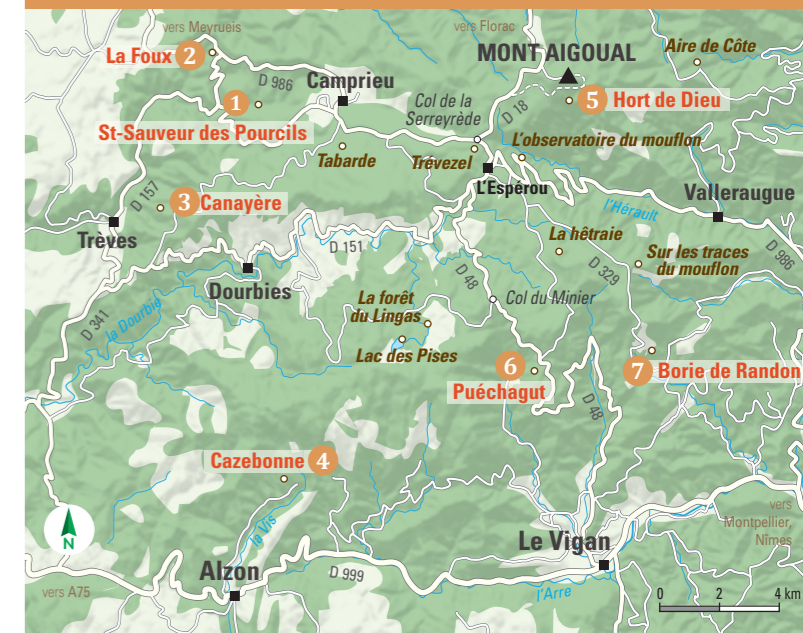 vers Meyrueis
vers Florac
La Foux 2
MONT AIGOUAL
Aire de Côte
D 986
Camprieu
1
St-Sauveur des Pourcils
Col de la
Serreyrède
D 18
5 Hort de Dieu
Tabarde
Trévezel
L'observatoire du mouflon
L'Espérou
Valleraugue
D 157
3 Canayère
l'Hérault
Trèves
D 151
La hêtraie
D 986
Dourbies
D 48
D 329
Sur les traces
du mouflon
D 341
la Dourbie
La forêt
du Lingas
Col du Minier
Lac des Pises
6
Puéchagut
7 Borie de Randon
D 48
Cazebonne 4
N
la Vis
vers
Montpellier,
Nîmes
Le Vigan
Alzon
D 999
vers A75
l'Arre
0 2 4 km